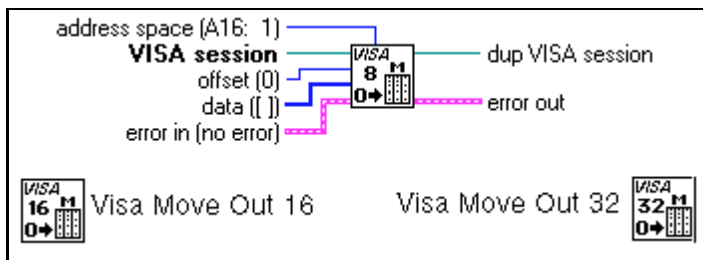 address space (A16: 1)
VISA session
offset (0)
data ([ ])
error in (no error)
VISA
8 M
0
dup VISA session
error out
VISA
16 M
0
Visa Move Out 16
Visa Move Out 32
VISA
32 M
0